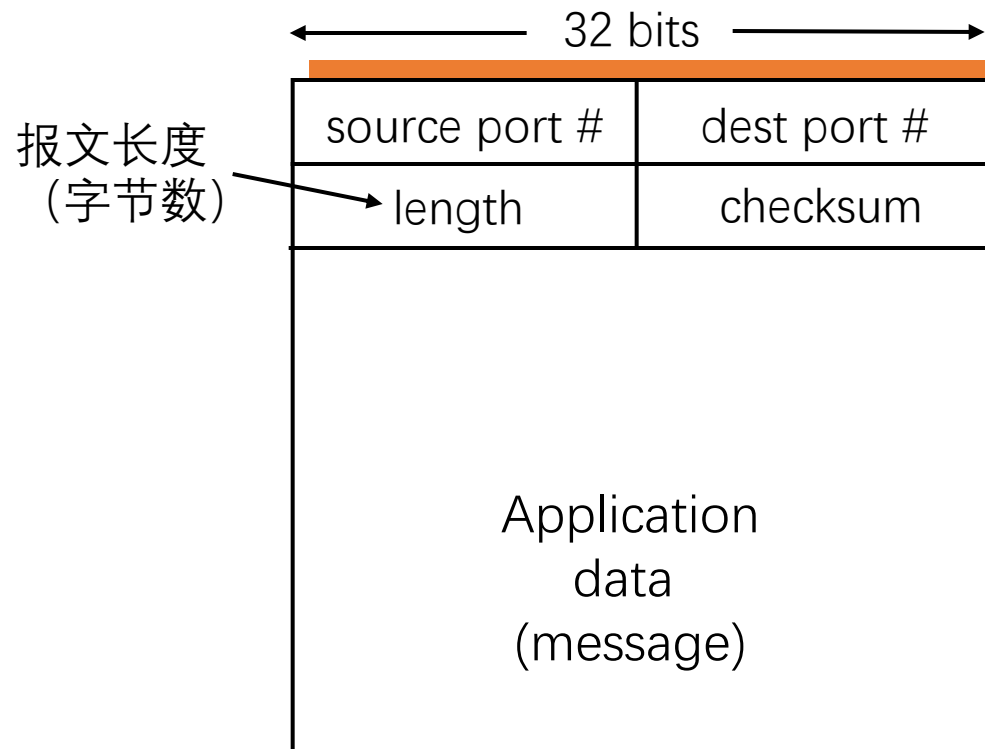 32 bits
source port #
dest port #
报文长度
（字节数）
length
checksum
Application
data
(message)